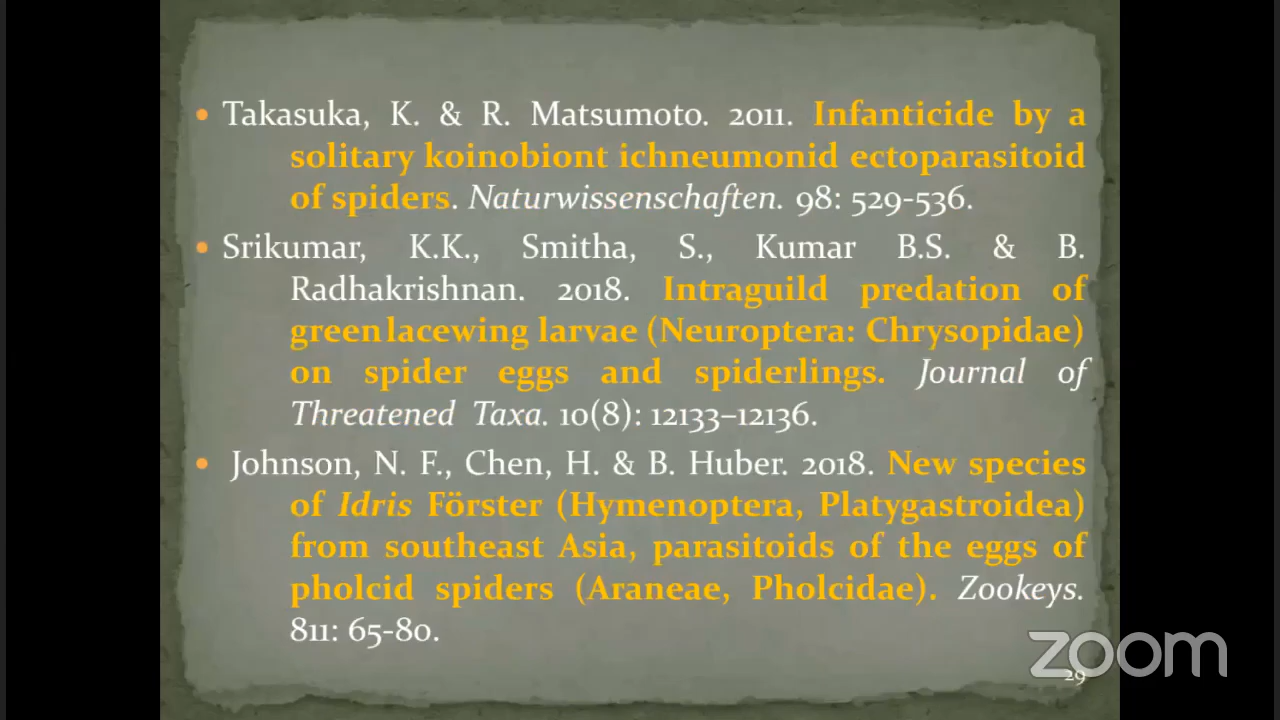 • Takasuka, K. & R. Matsumoto. 2011. Infanticide by a
solitary koinobiont ichneumonid ectoparasitoid
of spiders. Naturwissenschaften. 98: 529-536.
• Srikumar, K.K., Smitha, S., Kumar B.S. & B.
Radhakrishnan. 2018. Intraguild predation of
green lacewing larvae (Neuroptera: Chrysopidae)
on spider eggs and spiderlings. Journal of
Threatened Taxa. 10(8): 12133–12136.
• Johnson, N. F., Chen, H. & B. Huber. 2018. New species
of Idris Förster (Hymenoptera, Platygastroidea)
from southeast Asia, parasitoids of the eggs of
pholcid spiders (Araneae, Pholcidae). Zookeys.
811: 65-80.
zoom
29